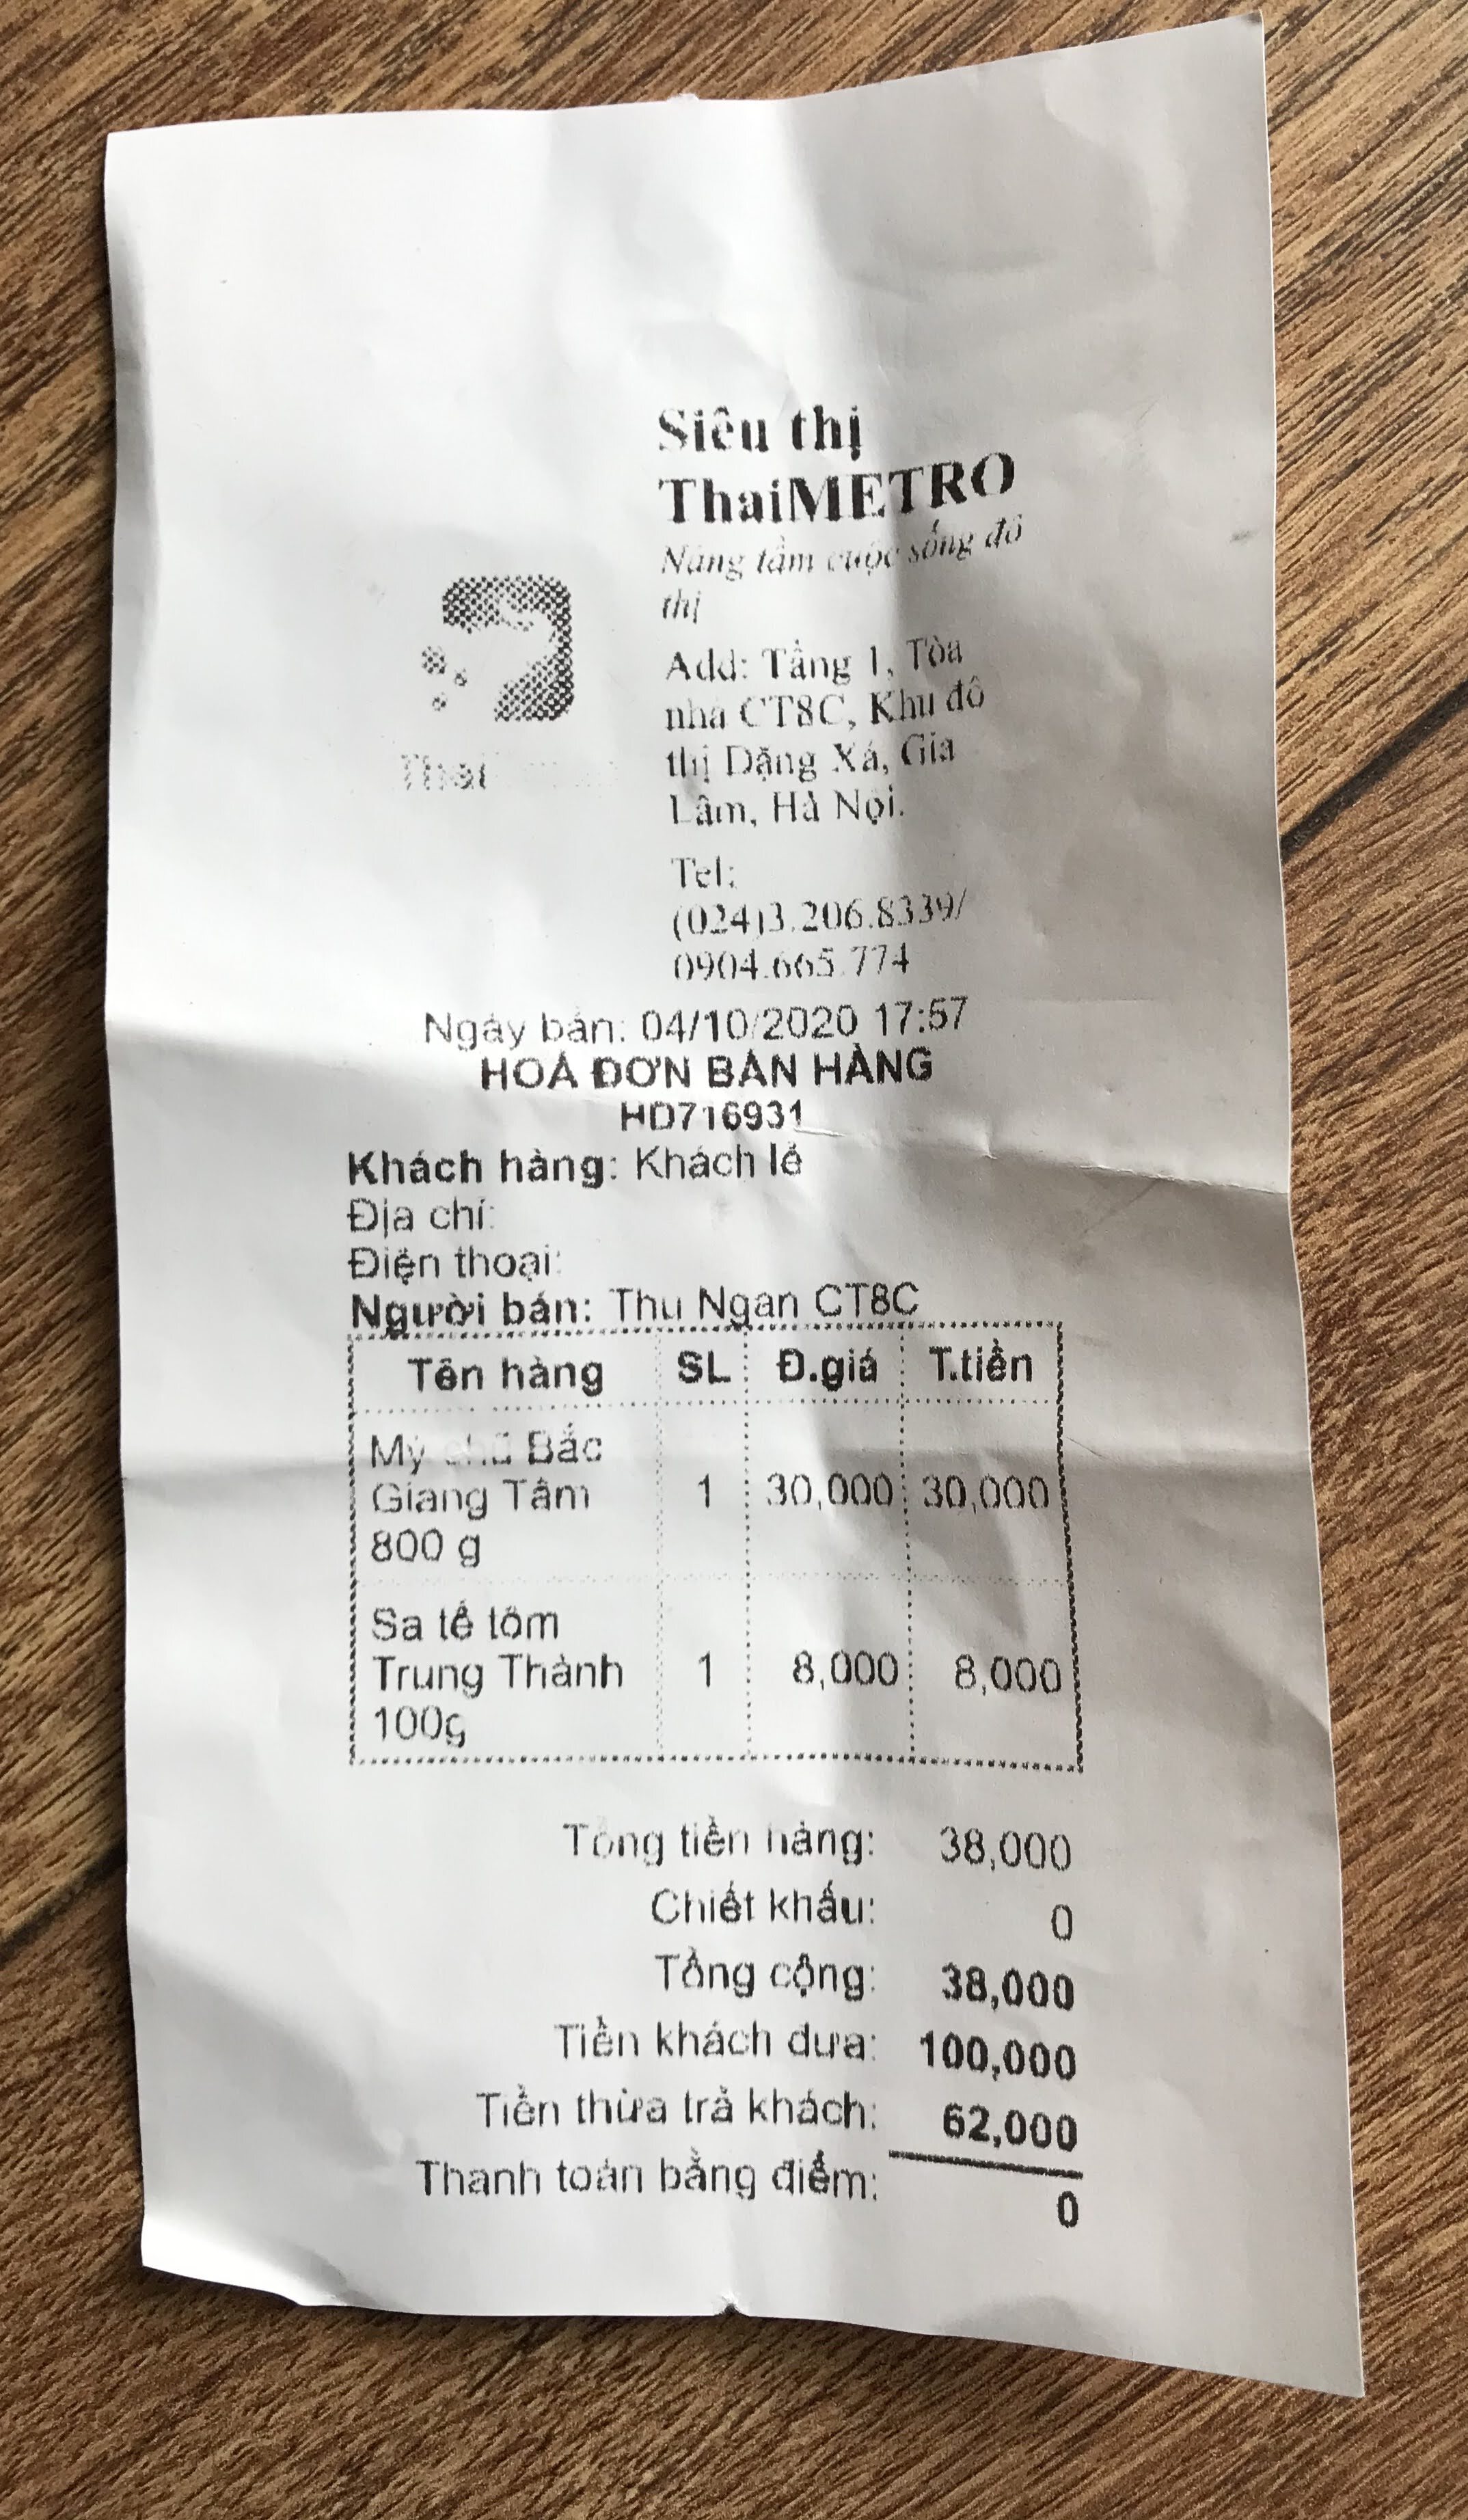 Siêu thị
ThaiMETRO
Nâng tầm cuộc sống đô
thị
Add: Tầng 1, Tòa
nhà CT8C, Khu đô
thị Đặng Xá, Gia
Lâm, Hà Nội.
Tel:
(024)3.206.8339/
0904.665.774
Ngày bán: 04/10/2020 17:57
HOÁ ĐƠN BÁN HÀNG
HD716931
Khách hàng: Khách lẻ
Địa chỉ:
Điện thoại:
Người bán: Thu Ngan CT8C
Tên hàng SL Đ.giá T.tiền
Mỳ chũ Bắc
Giang Tâm 1 30,000 30,000
800 g
Sa tế tôm
Trung Thành 1 8,000 8,000
100g
Tổng tiền hàng: 38,000
Chiết khấu: 0
Tổng cộng: 38,000
Tiền khách đưa: 100,000
Tiền thừa trả khách: 62,000
Thanh toán bằng điểm: 0